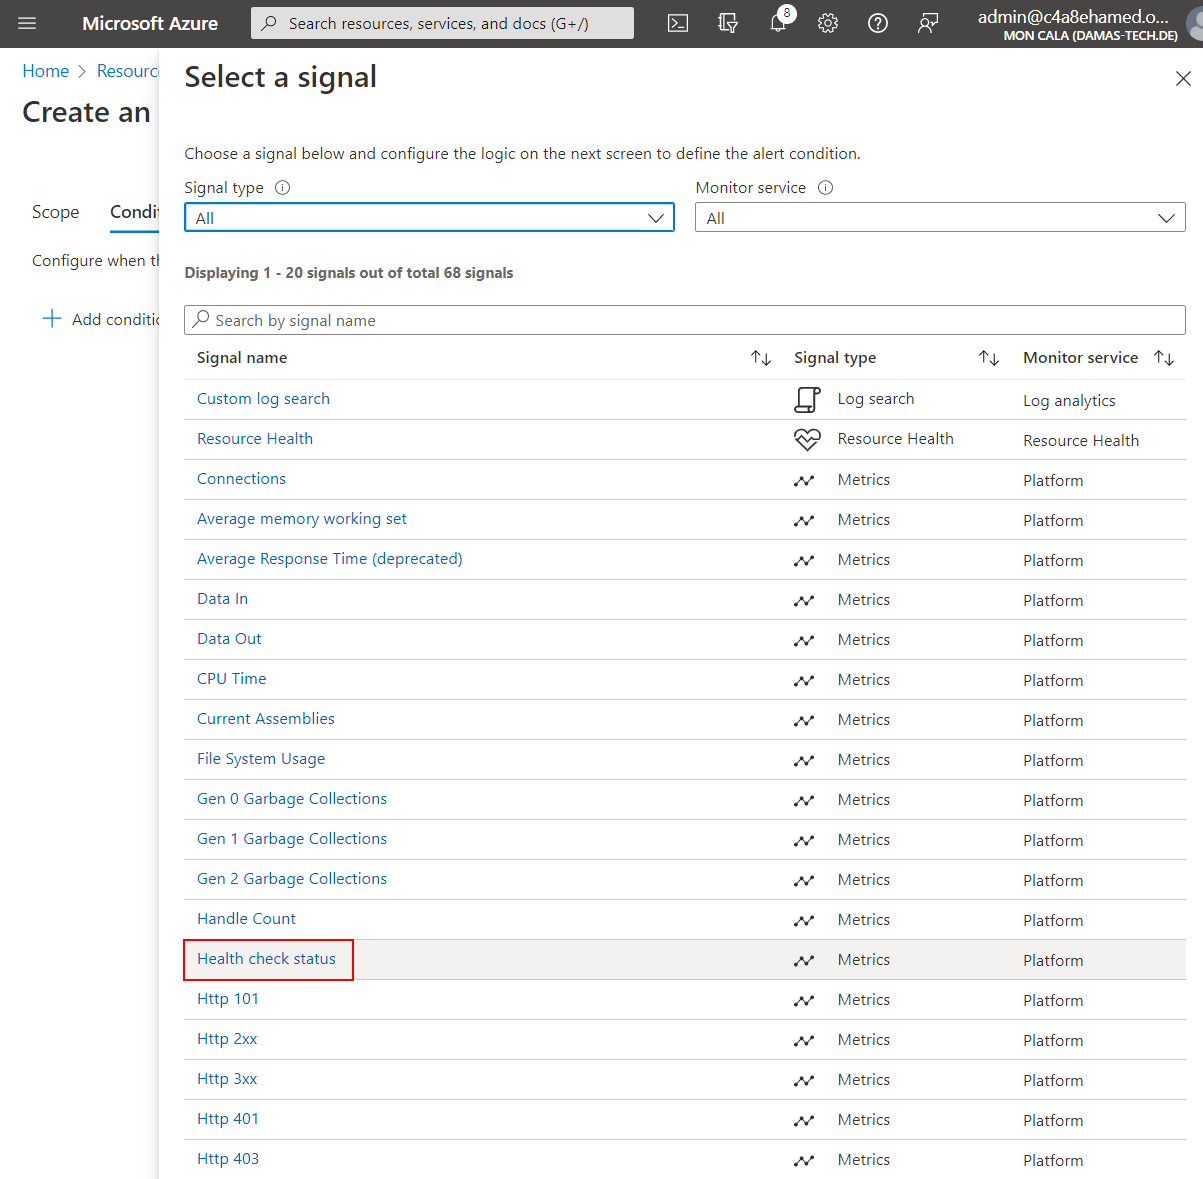 Microsoft Azure
Search resources, services, and docs (G+/)
8
admin@c4a8ehamed.o...
MON CALA (DAMAS-TECH.DE)
Home > Resourc
Create an
Select a signal
Choose a signal below and configure the logic on the next screen to define the alert condition.
Signal type
Monitor service
Scope
Condit
All
All
Configure when th
Displaying 1 - 20 signals out of total 68 signals
Add conditio
Search by signal name
Signal name Signal type Monitor service
Custom log search Log search Log analytics
Resource Health Resource Health Resource Health
Connections Metrics Platform
Average memory working set Metrics Platform
Average Response Time (deprecated) Metrics Platform
Data In Metrics Platform
Data Out Metrics Platform
CPU Time Metrics Platform
Current Assemblies Metrics Platform
File System Usage Metrics Platform
Gen 0 Garbage Collections Metrics Platform
Gen 1 Garbage Collections Metrics Platform
Gen 2 Garbage Collections Metrics Platform
Handle Count Metrics Platform
Health check status Metrics Platform
Http 101 Metrics Platform
Http 2xx Metrics Platform
Http 3xx Metrics Platform
Http 401 Metrics Platform
Http 403 Metrics Platform